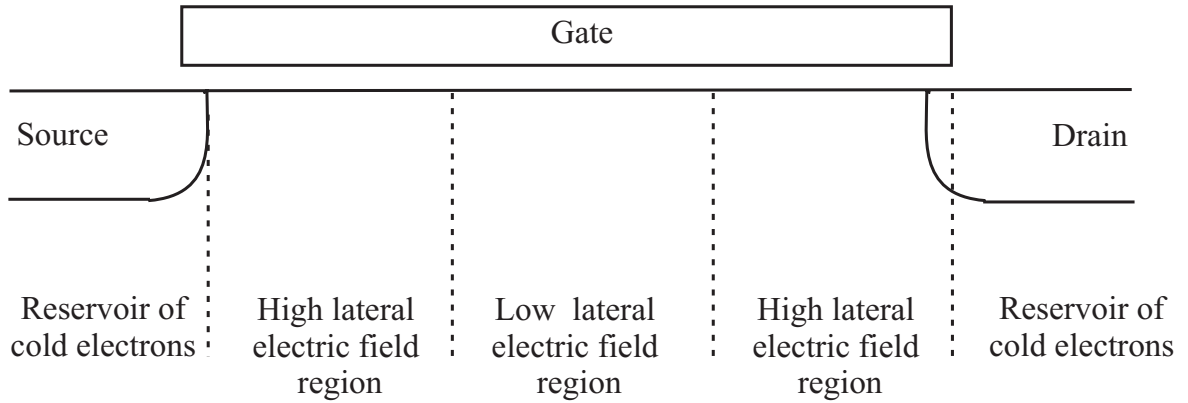 Gate
Source
Drain
Reservoir of
cold electrons
High lateral
electric field
region
Low lateral
electric field
region
High lateral
electric field
region
Reservoir of
cold electrons